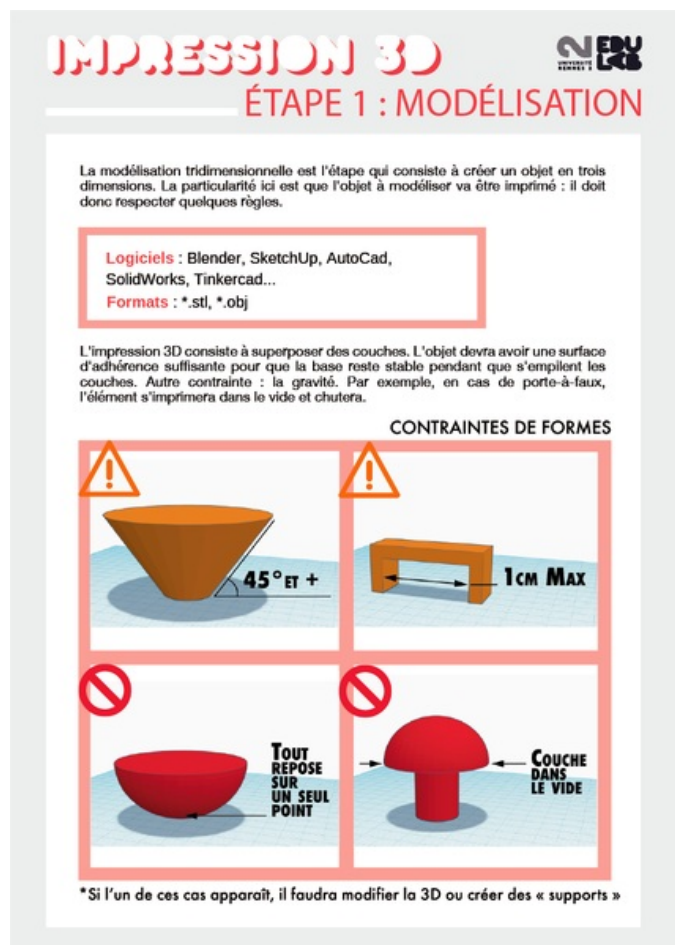 IMPRESSION 3D
2
UNIVERSITÉ
RENNES 2
EDU
LAB
ÉTAPE 1 : MODÉLISATION
La modélisation tridimensionnelle est l'étape qui consiste à créer un objet en trois
dimensions. La particularité ici est que l'objet à modéliser va être imprimé : il doit
donc respecter quelques règles.
Logiciels : Blender, SketchUp, AutoCad,
SolidWorks, Tinkercad...
Formats : *.stl, *.obj
L'impression 3D consiste à superposer des couches. L'objet devra avoir une surface
d'adhérence suffisante pour que la base reste stable pendant que s'empilent les
couches. Autre contrainte : la gravité. Par exemple, en cas de porte-à-faux,
l'élément s'imprimera dans le vide et chutera.
CONTRAINTES DE FORMES
45° ET +
1CM MAX
TOUT
REPOSE
SUR
UN SEUL
POINT
COUCHE
DANS
LE VIDE
*Si l'un de ces cas apparaît, il faudra modifier la 3D ou créer des « supports »